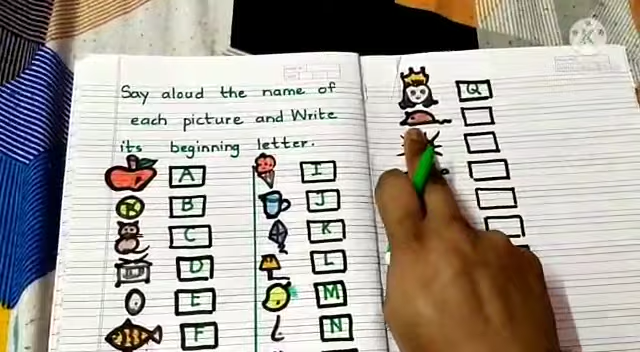 Say aloud the name of
each picture and Write
its beginning letter.
A
B
C
D
E
F
I
J
K
L
M
N
Q